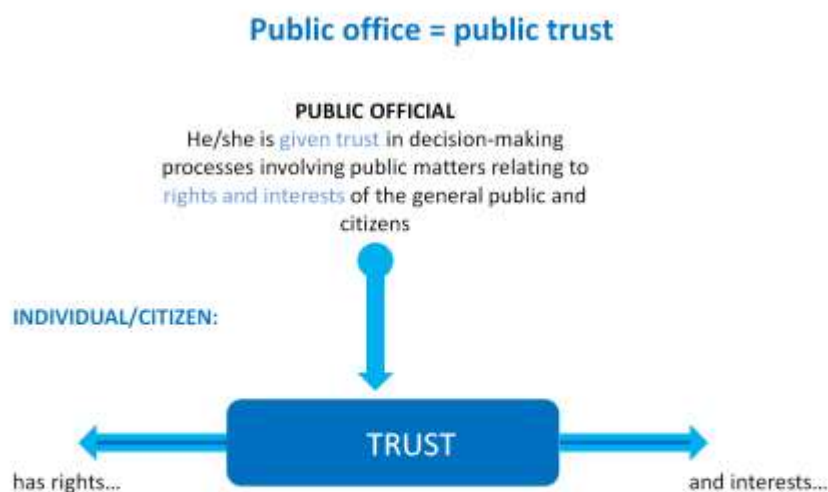 Public office = public trust
PUBLIC OFFICIAL
He/she is given trust in decision-making
processes involving public matters relating to
rights and interests of the general public and
citizens
INDIVIDUAL/CITIZEN:
TRUST
has rights...
and interests...